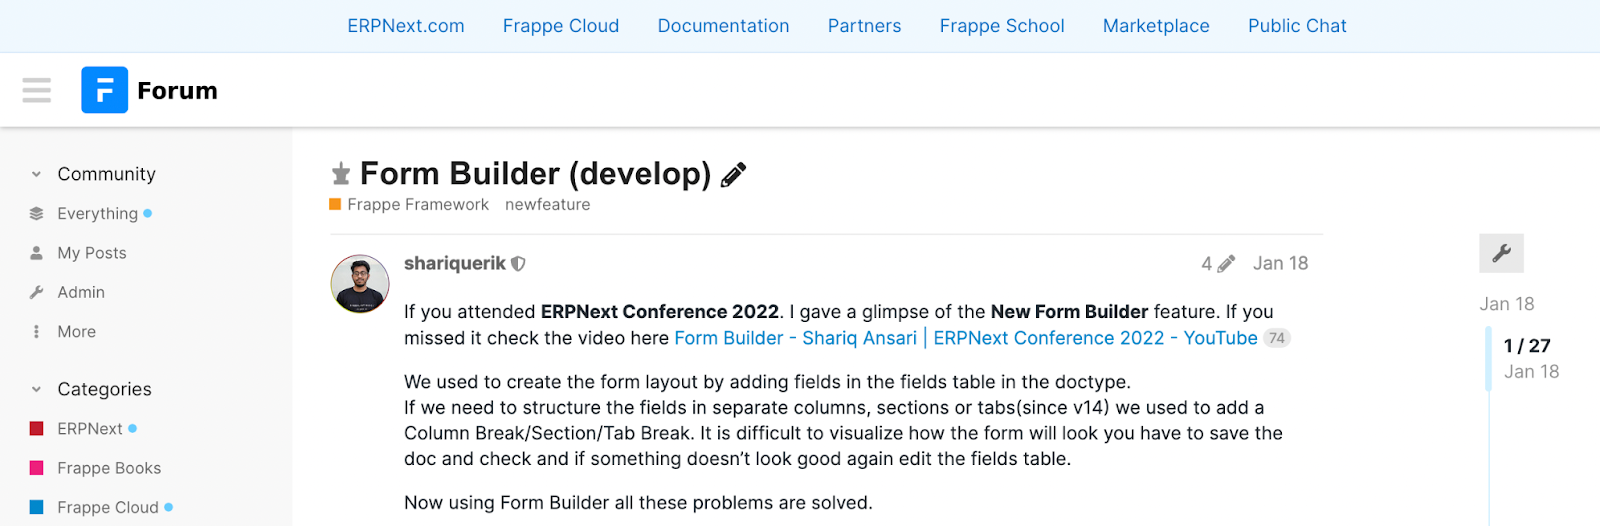 ERPNext.com Frappe Cloud Documentation Partners Frappe School Marketplace Public Chat
Forum
Community
Everything
My Posts
Admin
More
Categories
ERPNext
Frappe Books
Frappe Cloud
Form Builder (develop)
Frappe Framework newfeature
shariquerik 4 Jan 18
If you attended ERPNext Conference 2022. I gave a glimpse of the New Form Builder feature. If you
missed it check the video here Form Builder - Shariq Ansari | ERPNext Conference 2022 - YouTube 74
We used to create the form layout by adding fields in the fields table in the doctype.
If we need to structure the fields in separate columns, sections or tabs(since v14) we used to add a
Column Break/Section/Tab Break. It is difficult to visualize how the form will look you have to save the
doc and check and if something doesn’t look good again edit the fields table.
Now using Form Builder all these problems are solved.
Jan 18
1 / 27
Jan 18